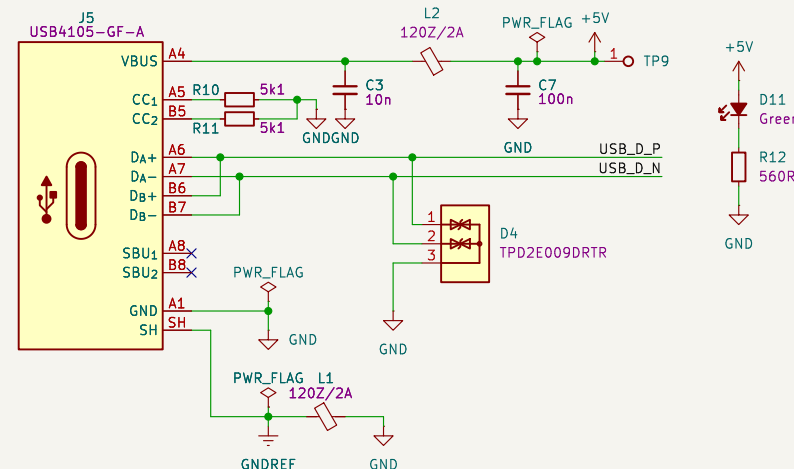 J5
USB4105-GF-A
VBUS A4
CC1 A5
CC2 B5
DA+ A6
DA- A7
DB+ B6
DB- B7
SBU1 A8
SBU2 B8
GND A1
SH SH
R10 5k1
R11 5k1
GND
GND
C3
10n
L2
120Z/2A
PWR_FLAG
+5V
1 TP9
C7
100n
GND
USB_D_P
USB_D_N
1
2
3
D4
TPD2E009DRTR
GND
PWR_FLAG
GND
PWR_FLAG
L1
120Z/2A
GNDREF
GND
+5V
D11
Green
R12
560R
GND